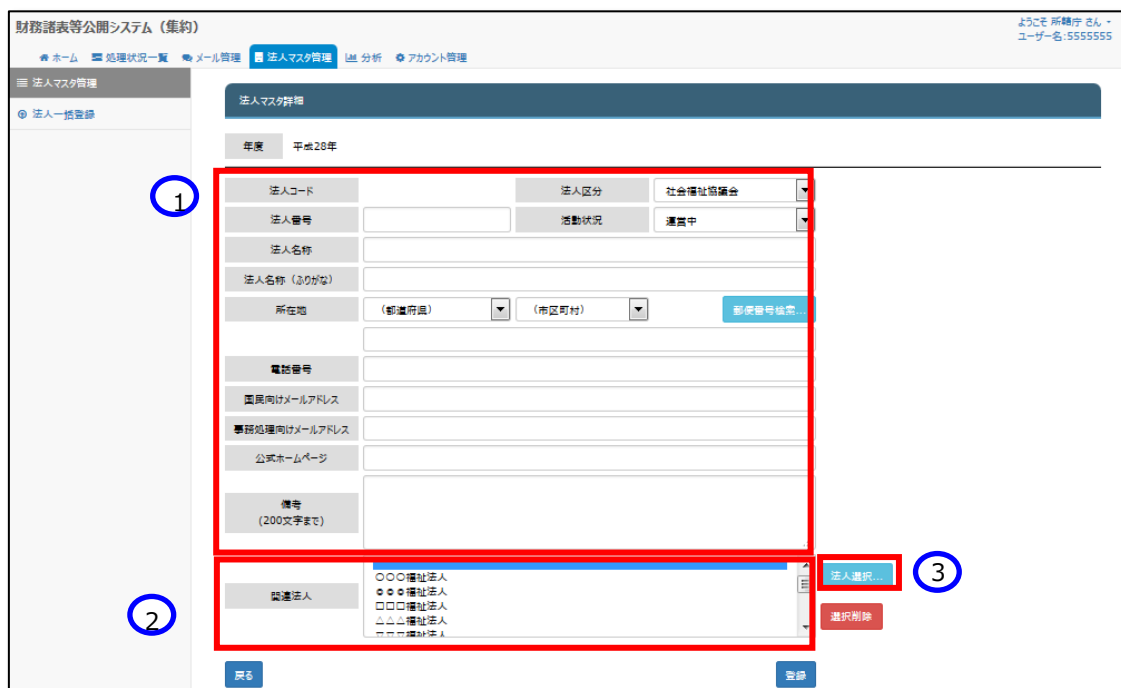 財務諸表等公開システム（集約）
ようこそ 所轄庁 さん
ユーザー名:5555555
ホーム 処理状況一覧 メール管理 法人マスタ管理 分析 アカウント管理
法人マスタ管理
法人一括登録
法人マスタ詳細
年度 平成28年
1
法人コード 法人区分 社会福祉協議会
法人番号 活動状況 運営中
法人名称
法人名称（ふりがな）
所在地 （都道府県） （市区町村） 郵便番号検索...
電話番号
国民向けメールアドレス
事務処理向けメールアドレス
公式ホームページ
備考
(200文字まで)
2
関連法人
○○○福祉法人
◎◎◎福祉法人
□□□福祉法人
△△△福祉法人
▽▽▽福祉法人
法人選択...
3
選択削除
戻る 登録